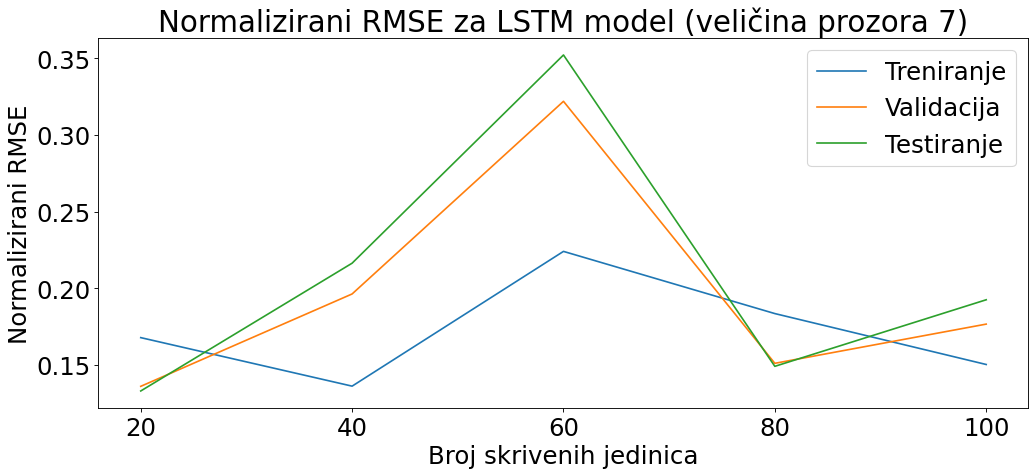 Normalizirani RMSE za LSTM model (veličina prozora 7)
Normalizirani RMSE
0.35
0.30
0.25
0.20
0.15
Treniranje
Validacija
Testiranje
20 40 60 80 100
Broj skrivenih jedinica